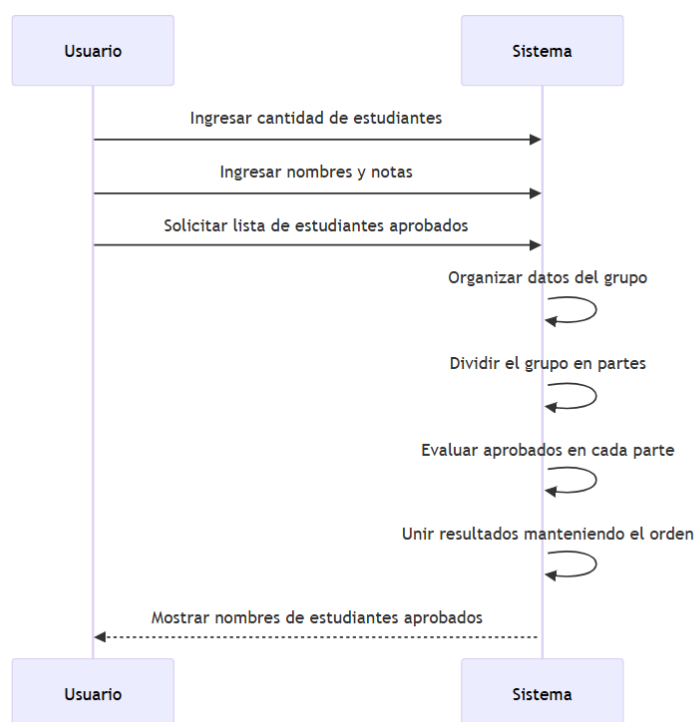 Usuario
Sistema
Ingresar cantidad de estudiantes
Ingresar nombres y notas
Solicitar lista de estudiantes aprobados
Organizar datos del grupo
Dividir el grupo en partes
Evaluar aprobados en cada parte
Unir resultados manteniendo el orden
Mostrar nombres de estudiantes aprobados
Usuario
Sistema